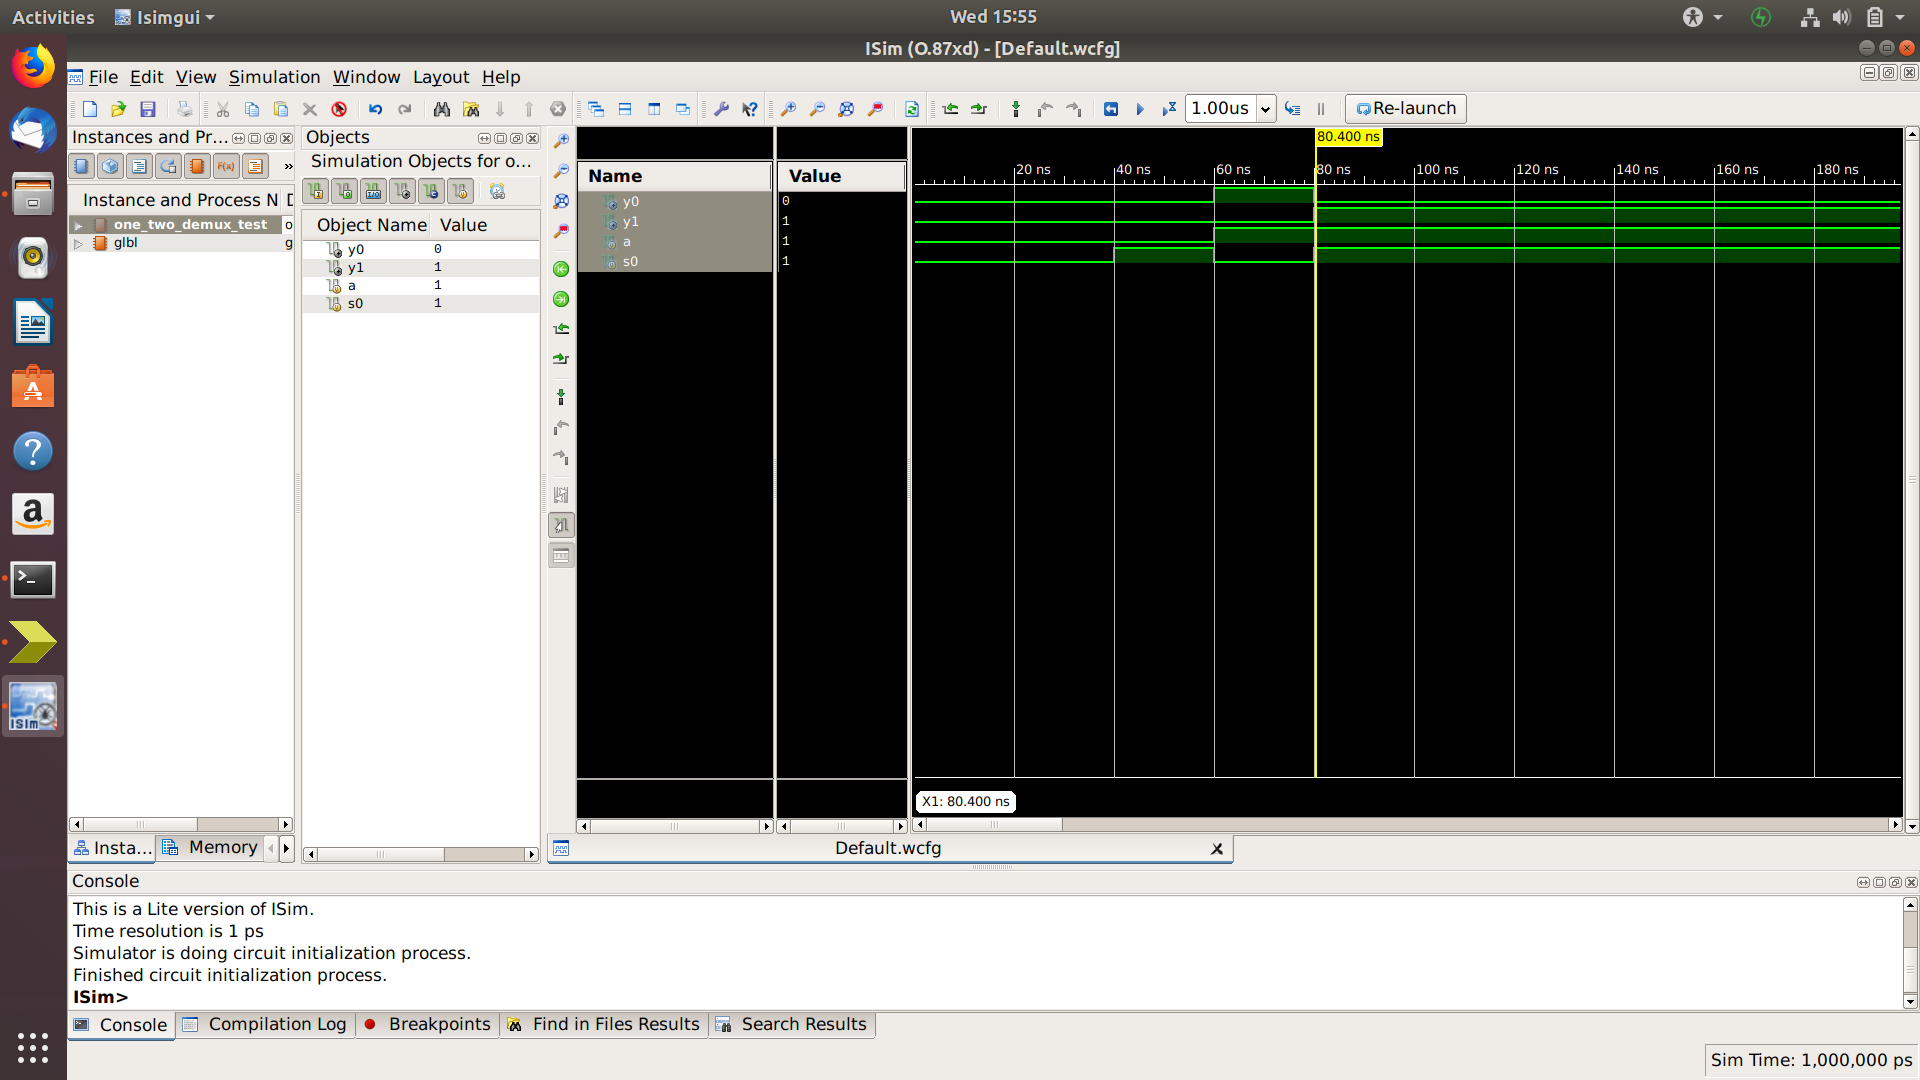 Activities
Isimgui
Wed 15:55
ISim (O.87xd) - [Default.wcfg]
File Edit View Simulation Window Layout Help
1.00us
Re-launch
Instances and Pr...
»
Instance and Process N D
one_two_demux_test o
glbl g
Insta...
Memory
Objects
Simulation Objects for o...
Object Name Value
y0 0
y1 1
a 1
s0 1
Name Value
y0 0
y1 1
a 1
s0 1
80.400 ns
20 ns 40 ns 60 ns 80 ns 100 ns 120 ns 140 ns 160 ns 180 ns
X1: 80.400 ns
Default.wcfg
Console
This is a Lite version of ISim.
Time resolution is 1 ps
Simulator is doing circuit initialization process.
Finished circuit initialization process.
ISim>
Console Compilation Log Breakpoints Find in Files Results Search Results
Sim Time: 1,000,000 ps
ISim